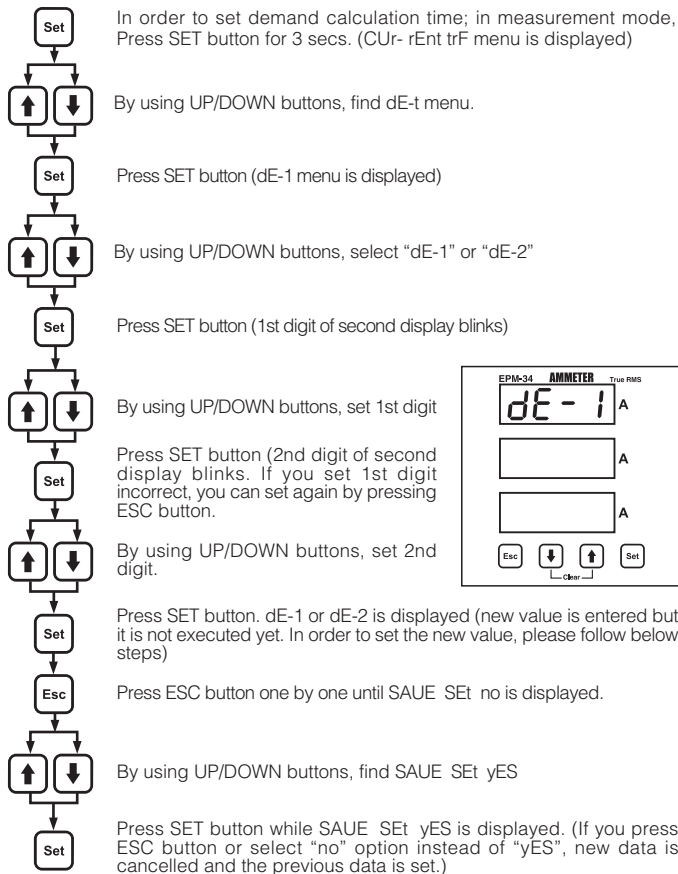 Set
In order to set demand calculation time; in measurement mode,
Press SET button for 3 secs. (CUr- rEnt trF menu is displayed)
By using UP/DOWN buttons, find dE-t menu.
Set
Press SET button (dE-1 menu is displayed)
By using UP/DOWN buttons, select “dE-1” or “dE-2”
Set
Press SET button (1st digit of second display blinks)
By using UP/DOWN buttons, set 1st digit
Set
Press SET button (2nd digit of second
display blinks. If you set 1st digit
incorrect, you can set again by pressing
ESC button.
By using UP/DOWN buttons, set 2nd
digit.
EPM-34 AMMETER True RMS
dE- 1 A
A
A
Esc Set
Clear
Set
Press SET button. dE-1 or dE-2 is displayed (new value is entered but
it is not executed yet. In order to set the new value, please follow below
steps)
Esc
Press ESC button one by one until SAUE SEt no is displayed.
By using UP/DOWN buttons, find SAUE SEt yES
Set
Press SET button while SAUE SEt yES is displayed. (If you press
ESC button or select “no” option instead of “yES”, new data is
cancelled and the previous data is set.)